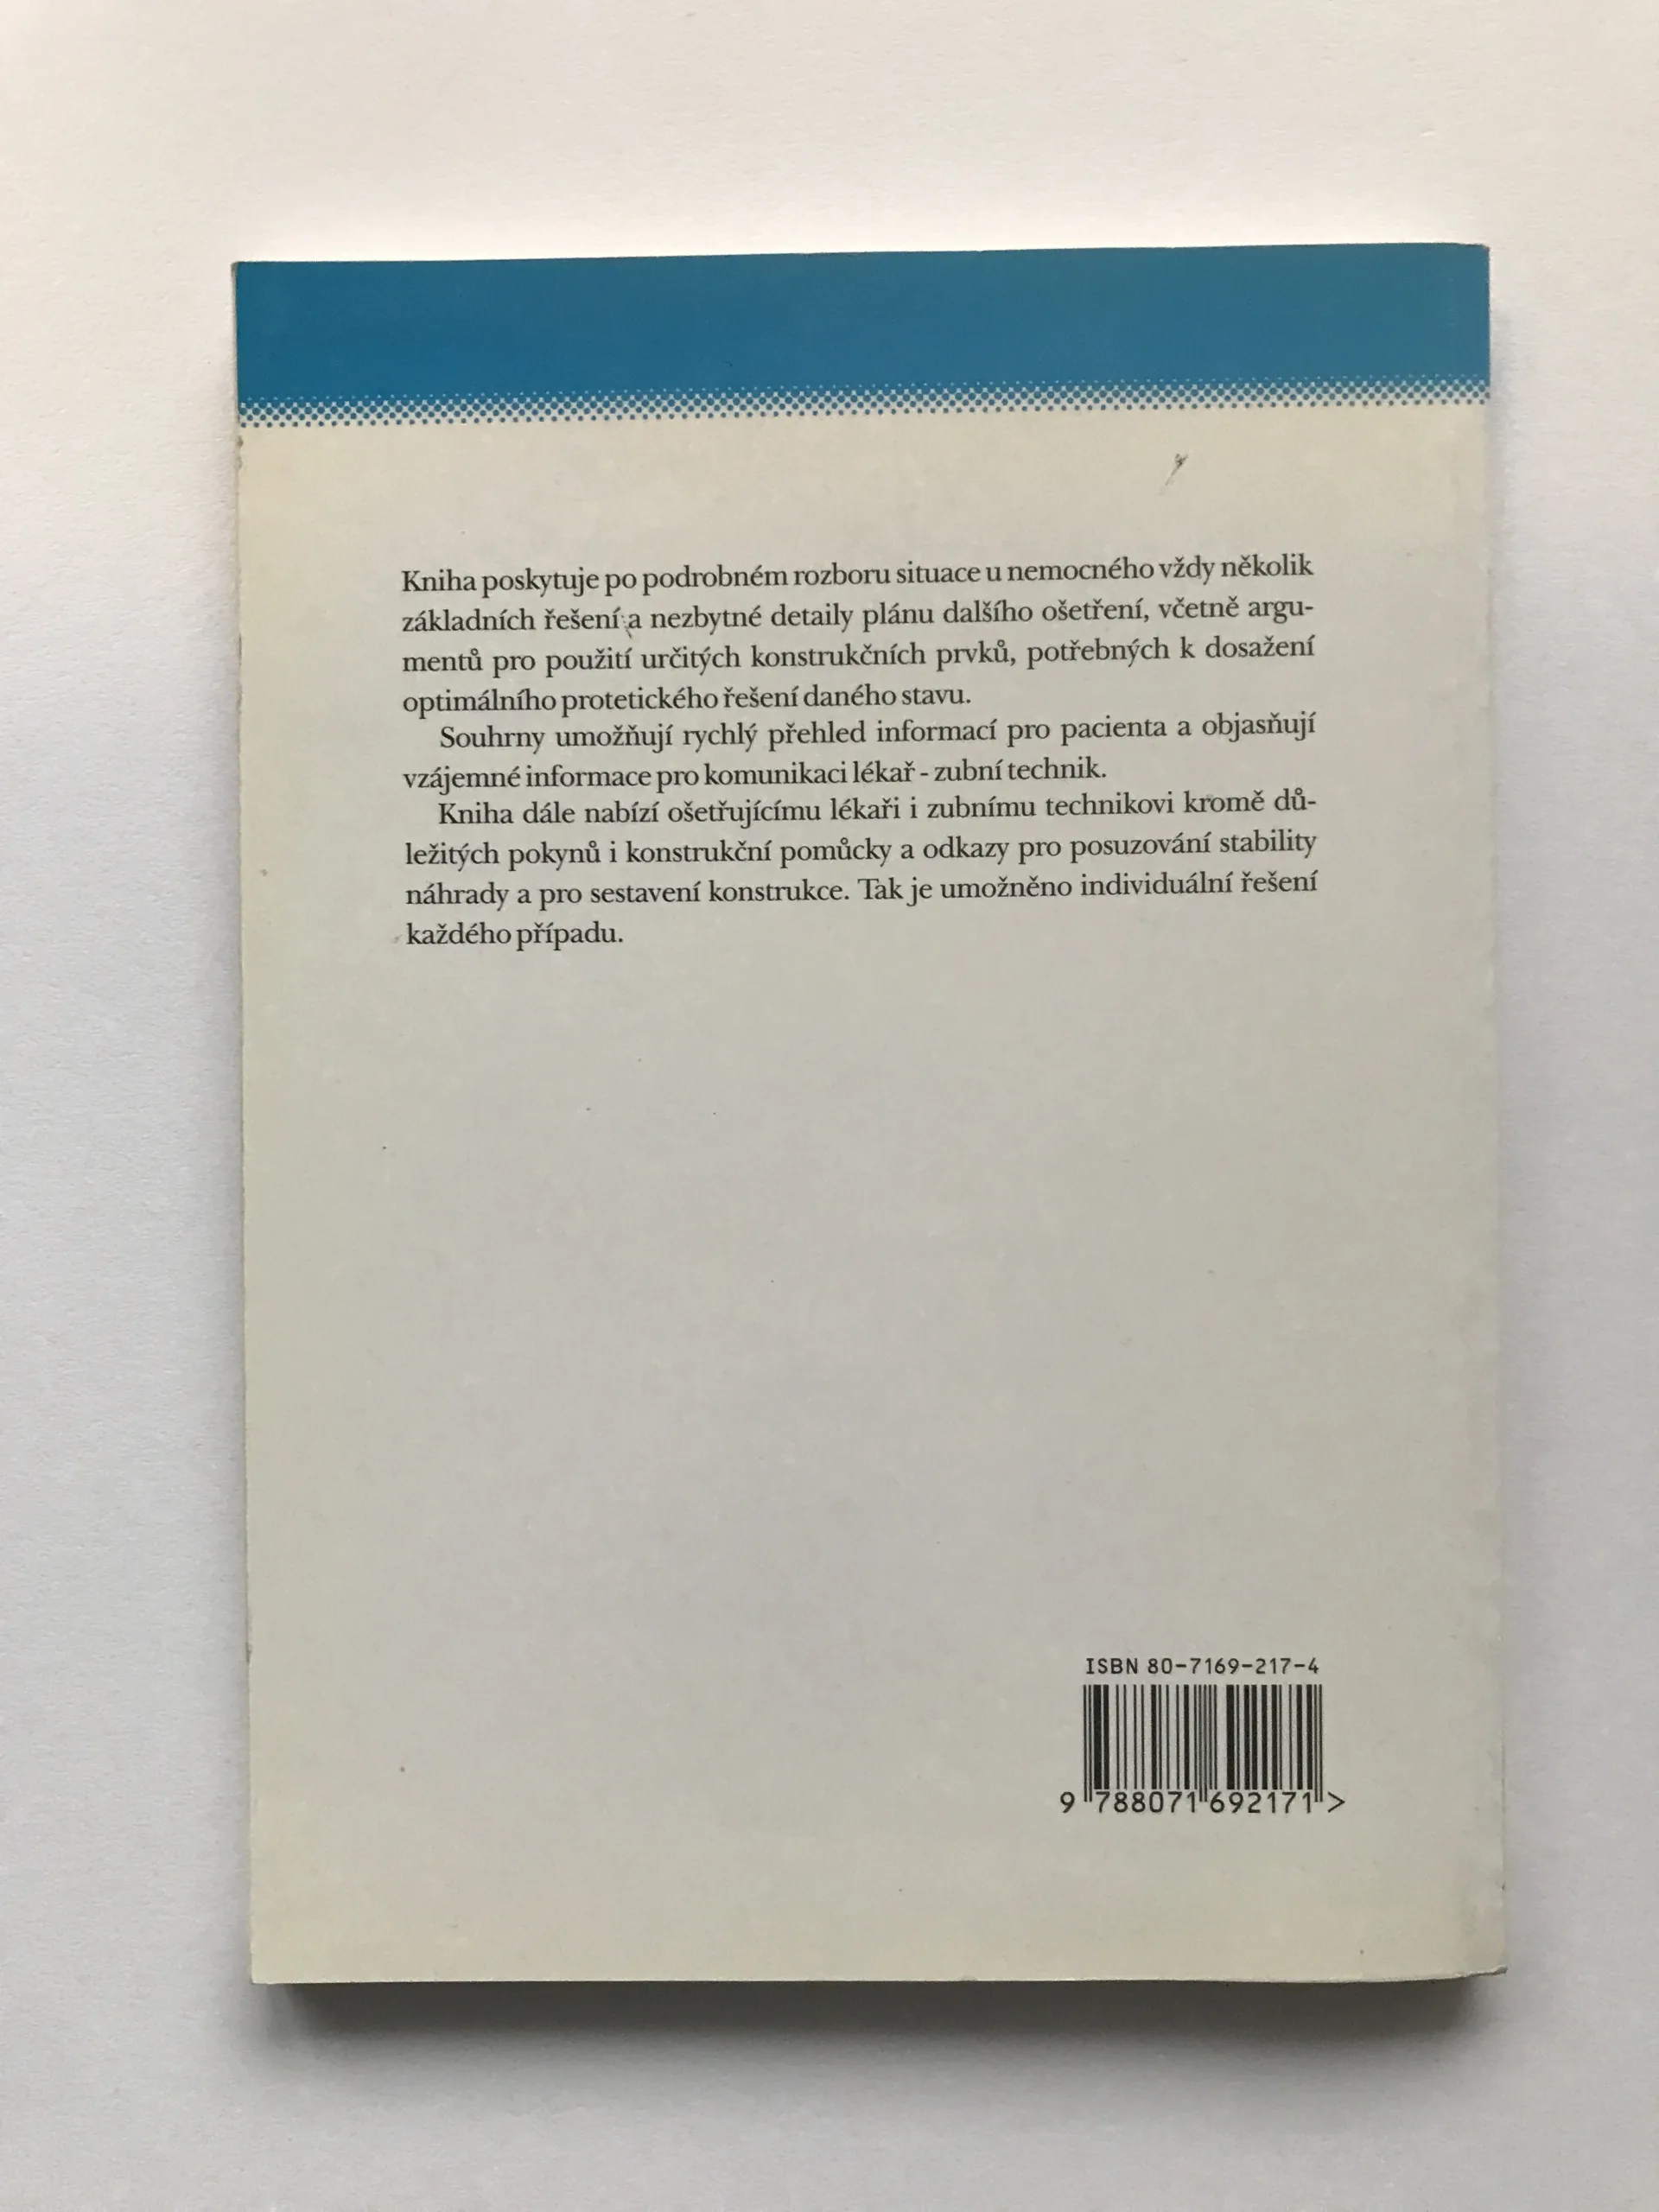 Kniha poskytuje po podrobném rozboru situace u nemocného vždy několik
základních řešení a nezbytné detaily plánu dalšího ošetření, včetně argu-
mentů pro použití určitých konstrukčních prvků, potřebných k dosažení
optimálního protetického řešení daného stavu.
Souhrny umožňují rychlý přehled informací pro pacienta a objasňují
vzájemné informace pro komunikaci lékař - zubní technik.
Kniha dále nabízí ošetřujícímu lékaři i zubnímu technikovi kromě dů-
ležitých pokynů i konstrukční pomůcky a odkazy pro posuzování stability
náhrady a pro sestavení konstrukce. Tak je umožněno individuální řešení
každého případu.
ISBN 80-7169-217-4
9 788071 692171 >